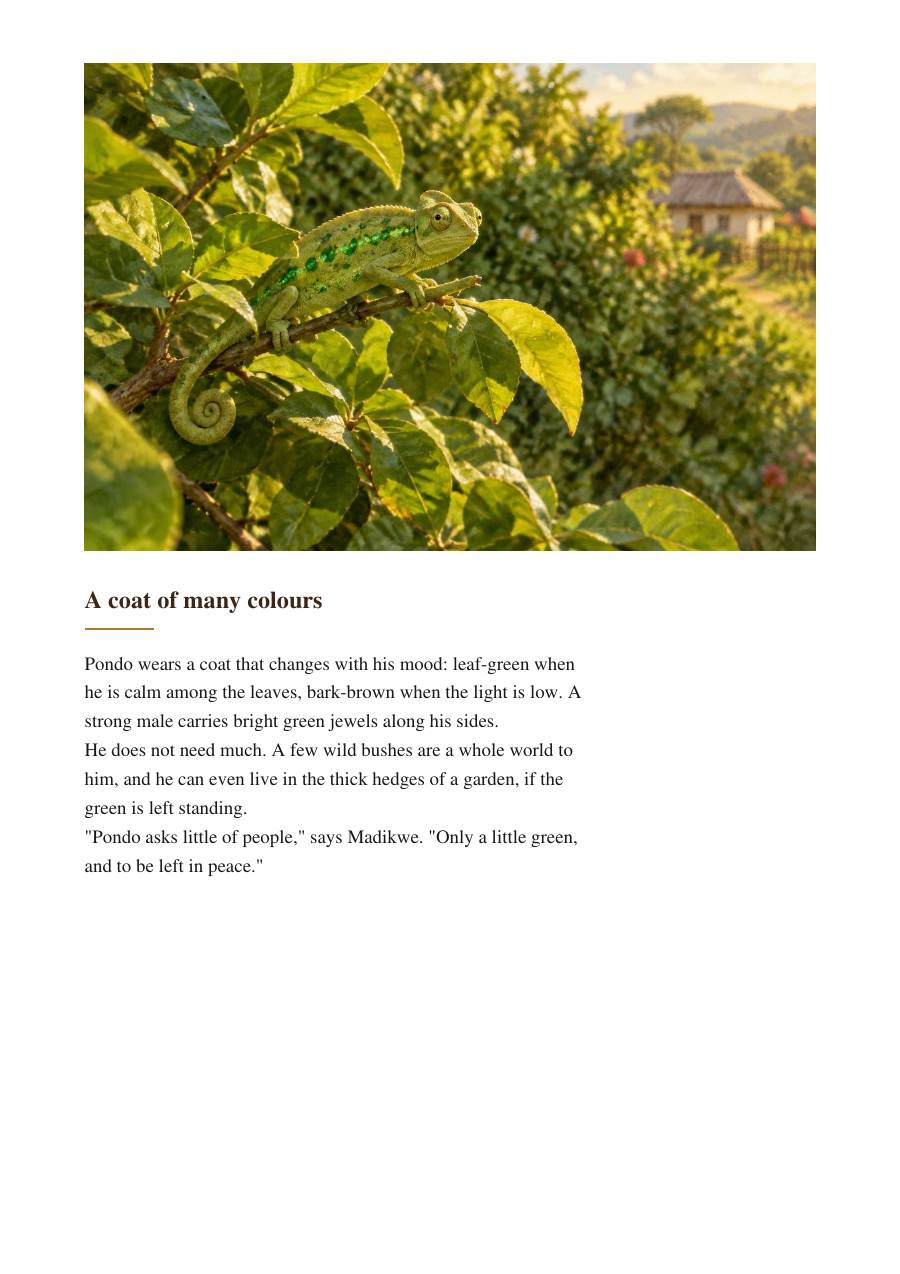 A coat of many colours
Pondo wears a coat that changes with his mood: leaf-green when
he is calm among the leaves, bark-brown when the light is low. A
strong male carries bright green jewels along his sides.
He does not need much. A few wild bushes are a whole world to
him, and he can even live in the thick hedges of a garden, if the
green is left standing.
"Pondo asks little of people," says Madikwe. "Only a little green,
and to be left in peace."